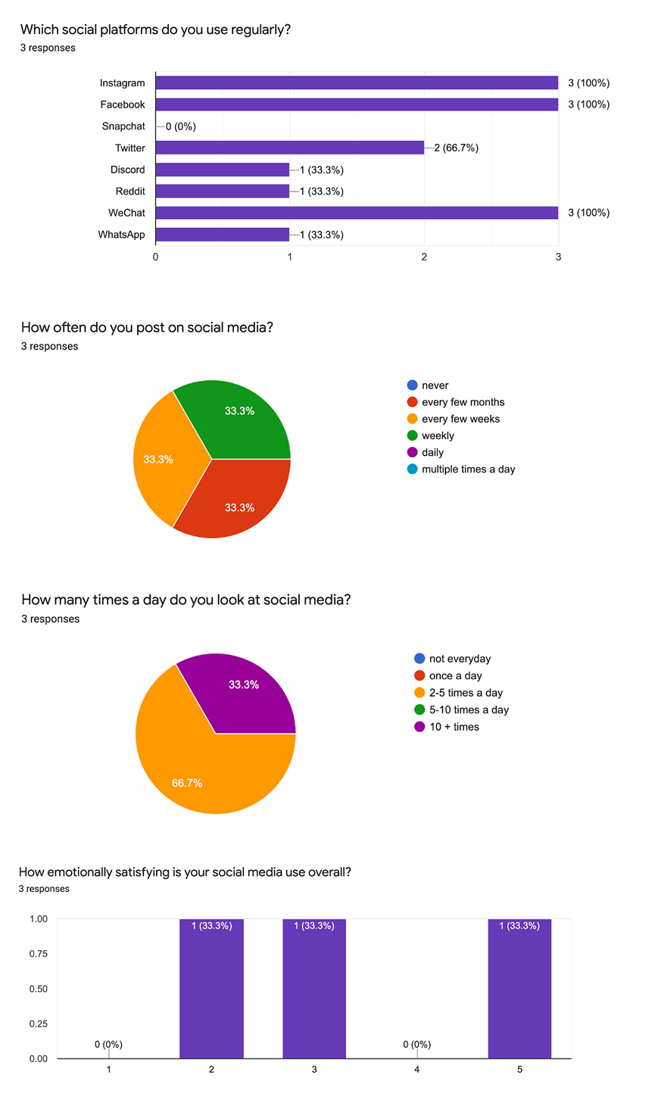 Which social platforms do you use regularly?
3 responses
Instagram 3 (100%)
Facebook 3 (100%)
Snapchat 0 (0%)
Twitter 2 (66.7%)
Discord 1 (33.3%)
Reddit 1 (33.3%)
WeChat 3 (100%)
WhatsApp 1 (33.3%)
0 1 2 3
How often do you post on social media?
3 responses
33.3%
33.3%
33.3%
never
every few months
every few weeks
weekly
daily
multiple times a day
How many times a day do you look at social media?
3 responses
33.3%
66.7%
not everyday
once a day
2-5 times a day
5-10 times a day
10 + times
How emotionally satisfying is your social media use overall?
3 responses
1.00
0.75
0.50
0.25
0.00
0 (0%) 1 (33.3%) 1 (33.3%) 0 (0%) 1 (33.3%)
1 2 3 4 5